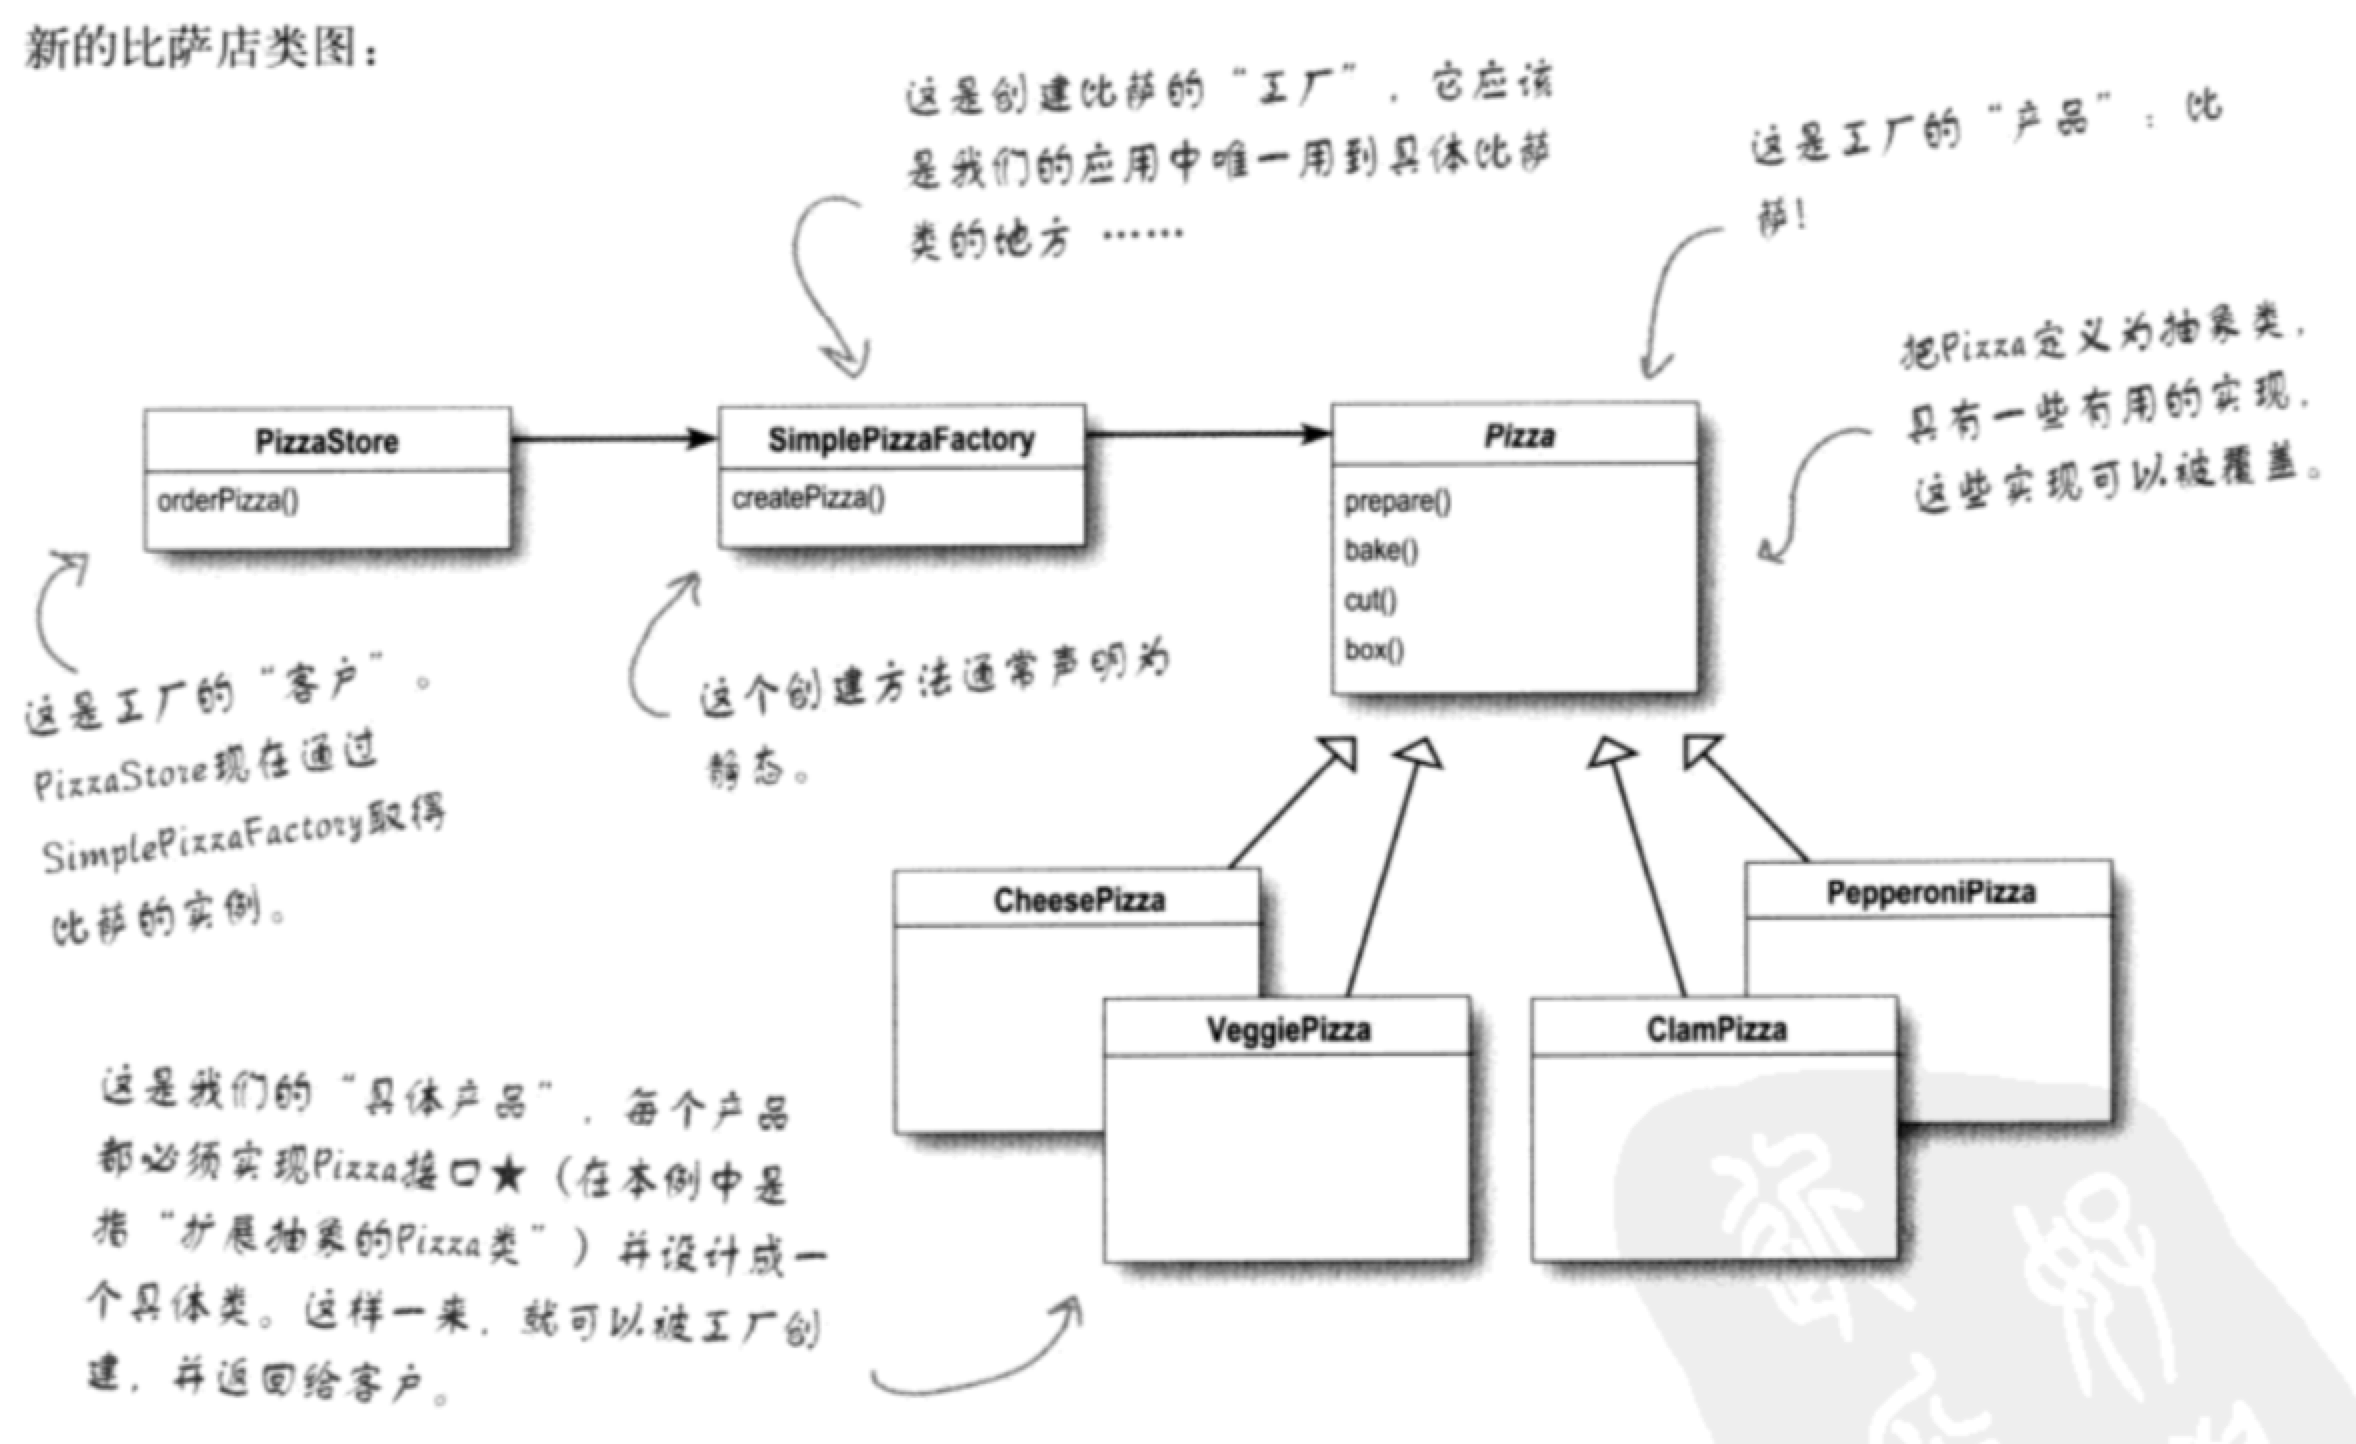 新的比萨店类图：
这是创建比萨的“工厂”，它应该
是我们的应用中唯一用到具体比萨
类的地方 ……
这是工厂的“产品”：比
萨！
把Pizza定义为抽象类，
具有一些有用的实现，
这些实现可以被覆盖。
PizzaStore
orderPizza()
SimplePizzaFactory
createPizza()
Pizza
prepare()
bake()
cut()
box()
这是工厂的“客户”。
PizzaStore现在通过
SimplePizzaFactory取得
比萨的实例。
这个创建方法通常声明为
静态。
CheesePizza
VeggiePizza
ClamPizza
PepperoniPizza
这是我们的“具体产品”，每个产品
都必须实现Pizza接口★（在本例中是
指“扩展抽象的Pizza类”）并设计成一
个具体类。这样一来，就可以被工厂创
建，并返回给客户。